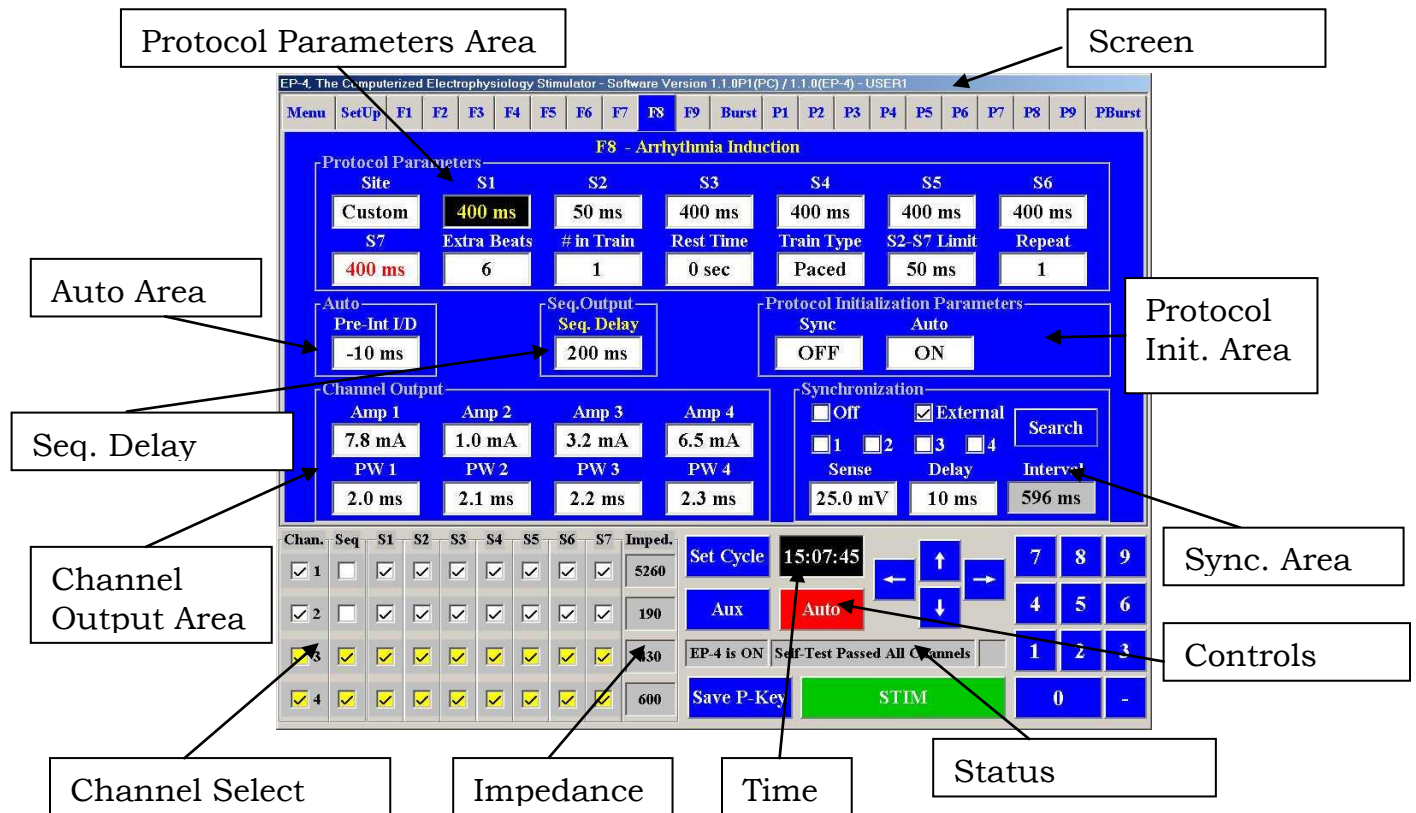 Protocol Parameters Area
Screen
EP-4, The Computerized Electrophysiology Stimulator - Software Version 1.1.0P1(PC) / 1.1.0(EP-4) - USER1
Menu SetUp F1 F2 F3 F4 F5 F6 F7 F8 F9 Burst P1 P2 P3 P4 P5 P6 P7 P8 P9 PBurst
F8 - Arrhythmia Induction
Protocol Parameters
Site S1 S2 S3 S4 S5 S6
Custom 400 ms 50 ms 400 ms 400 ms 400 ms 400 ms
S7 Extra Beats # in Train Rest Time Train Type S2-S7 Limit Repeat
400 ms 6 1 0 sec Paced 50 ms 1
Auto Area
Auto Seq.Output Protocol Initialization Parameters
Pre-Int I/D Seq. Delay Sync Auto
-10 ms 200 ms OFF ON
Protocol
Init. Area
Channel Output Synchronization
Amp 1 Amp 2 Amp 3 Amp 4 Off External Search
7.8 mA 1.0 mA 3.2 mA 6.5 mA 1 2 3 4
Seq. Delay
PW 1 PW 2 PW 3 PW 4 Sense Delay Interval
2.0 ms 2.1 ms 2.2 ms 2.3 ms 25.0 mV 10 ms 596 ms
Chan. Seq S1 S2 S3 S4 S5 S6 S7 Imped.
1 5260
2 190
3 430
4 600
Set Cycle 15:07:45
Aux Auto
EP-4 is ON Self-Test Passed All Channels
Save P-Key STIM
7 8 9
4 5 6
1 2 3
0 -
Channel
Output Area
Sync. Area
Controls
Channel Select
Impedance
Time
Status